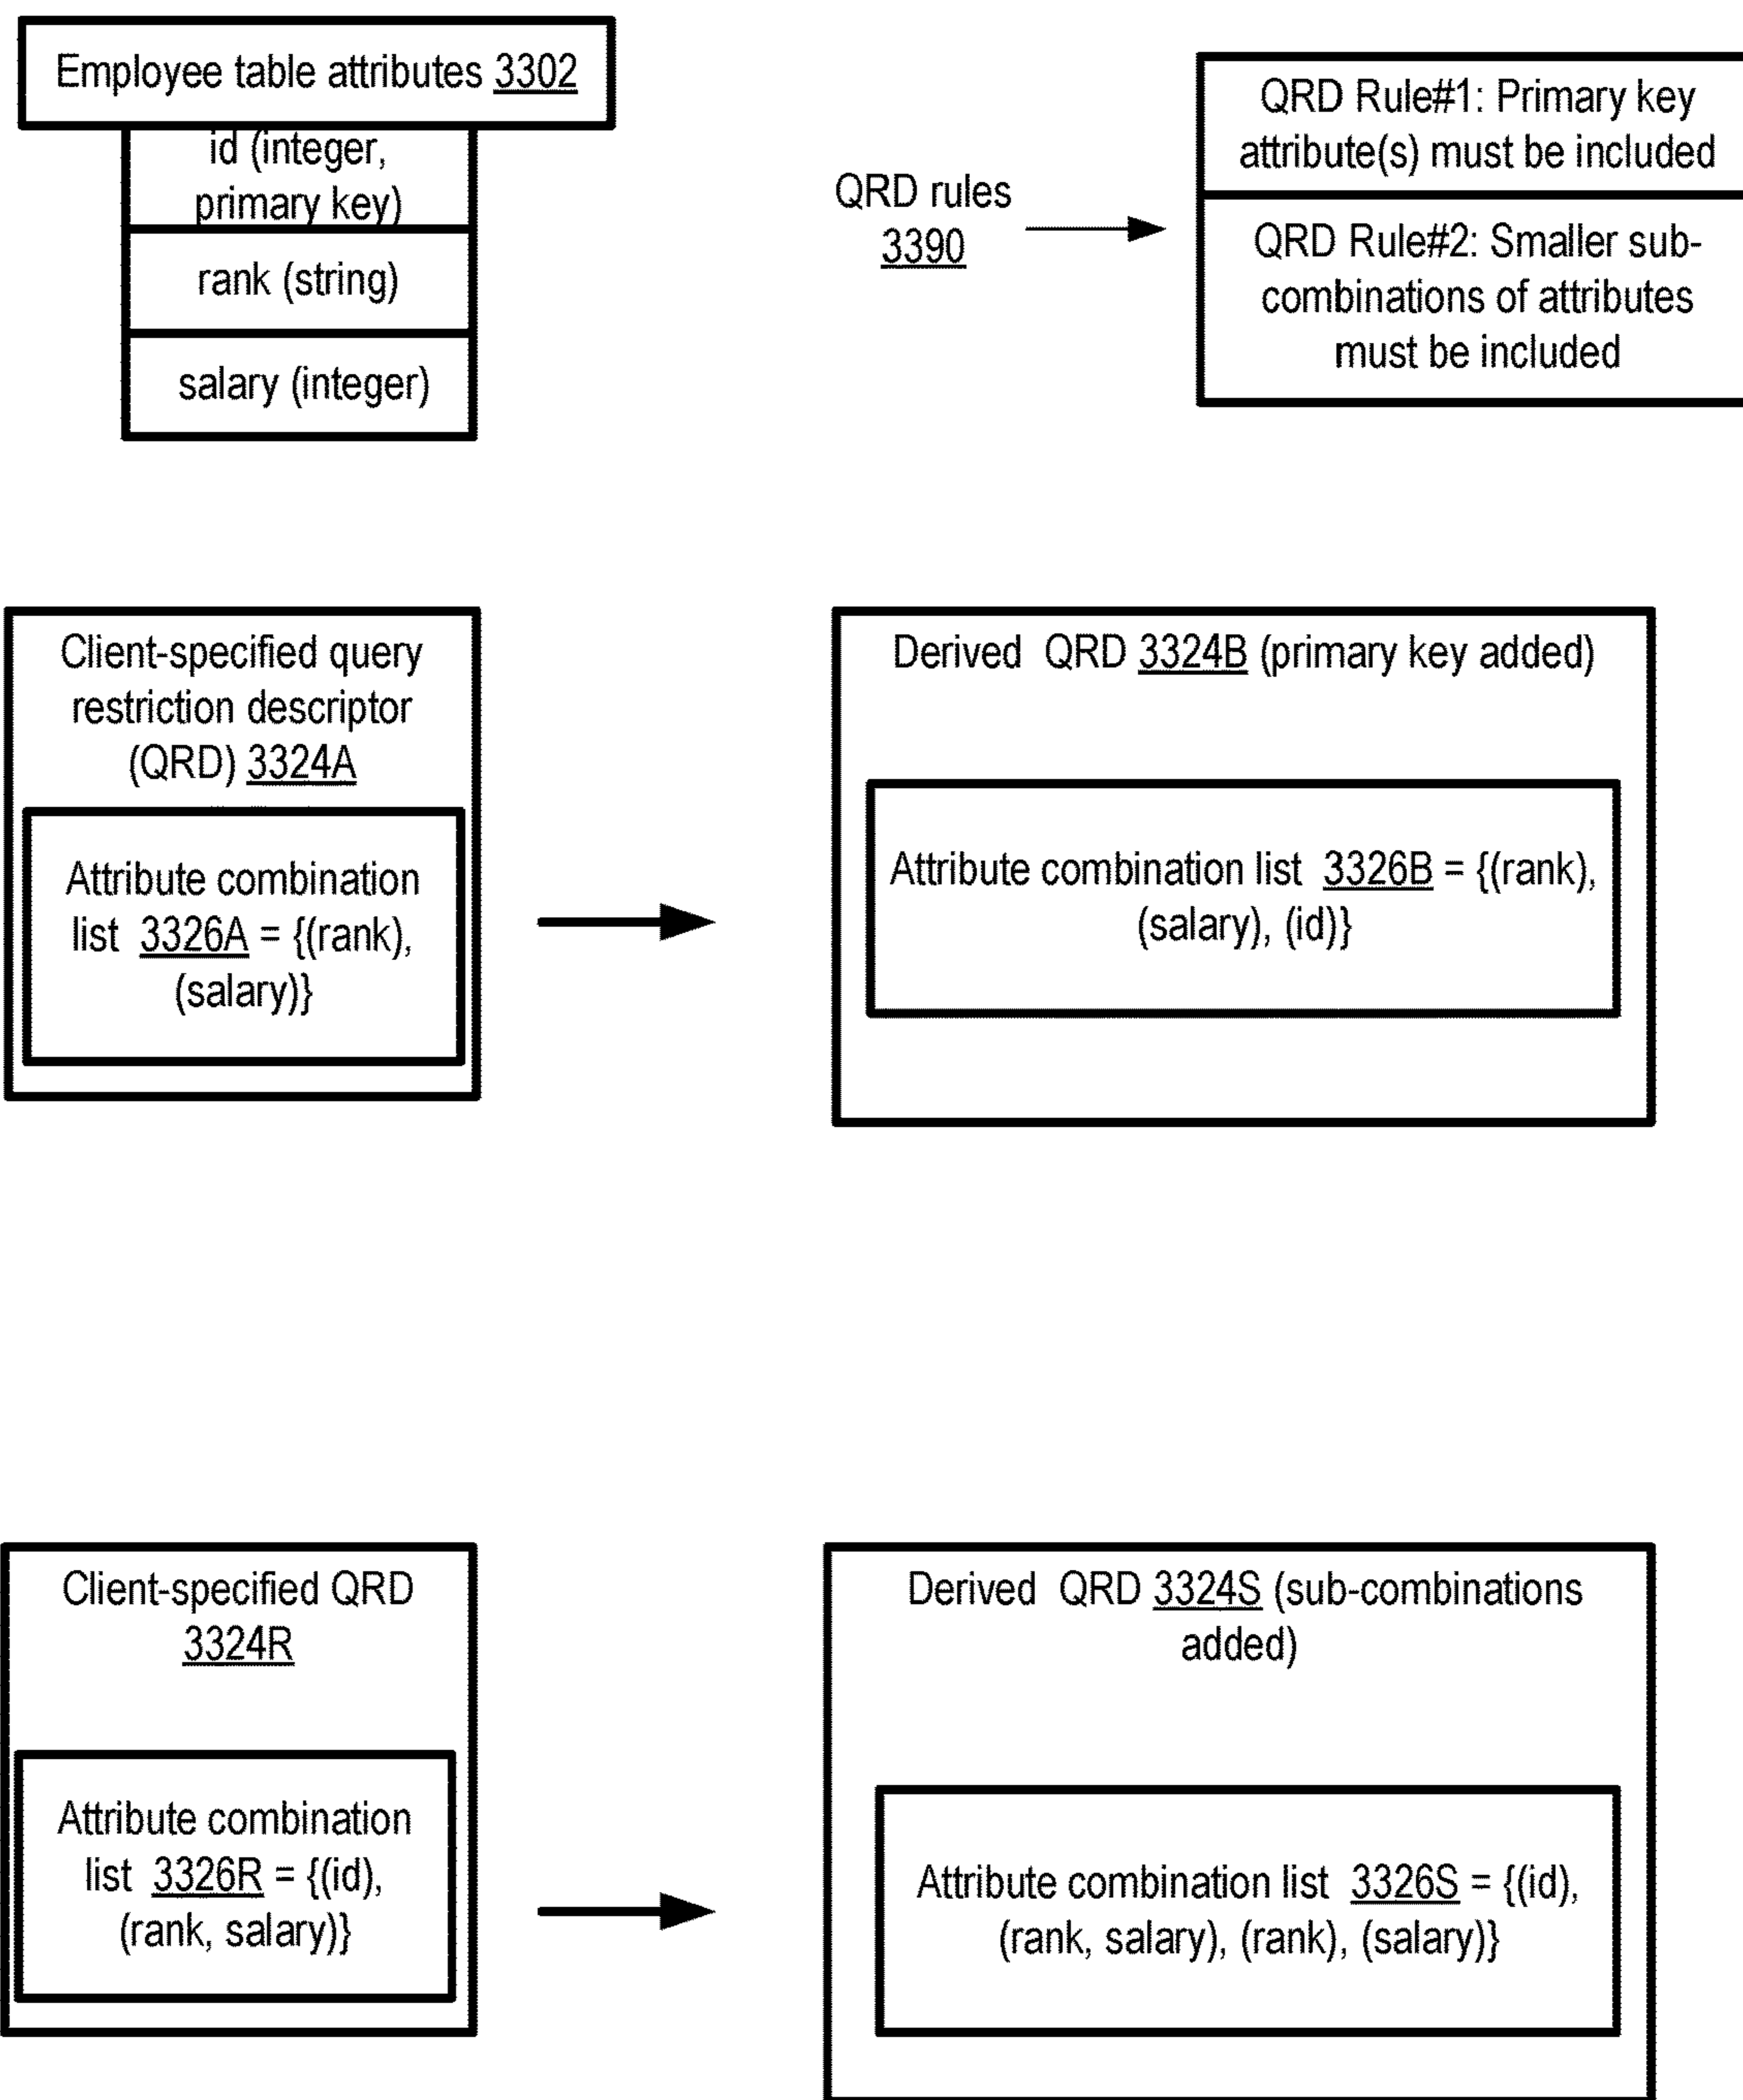 Employee table attributes 3302
id (integer,
primary key)
rank (string)
salary (integer)
QRD rules
3390
QRD Rule#1: Primary key
attribute(s) must be included
QRD Rule#2: Smaller sub-
combinations of attributes
must be included
Client-specified query
restriction descriptor
(QRD) 3324A
Attribute combination
list 3326A = {(rank),
(salary)}
Derived QRD 3324B (primary key added)
Attribute combination list 3326B = {(rank),
(salary), (id)}
Client-specified QRD
3324R
Attribute combination
list 3326R = {(id),
(rank, salary)}
Derived QRD 3324S (sub-combinations
added)
Attribute combination list 3326S = {(id),
(rank, salary), (rank), (salary)}